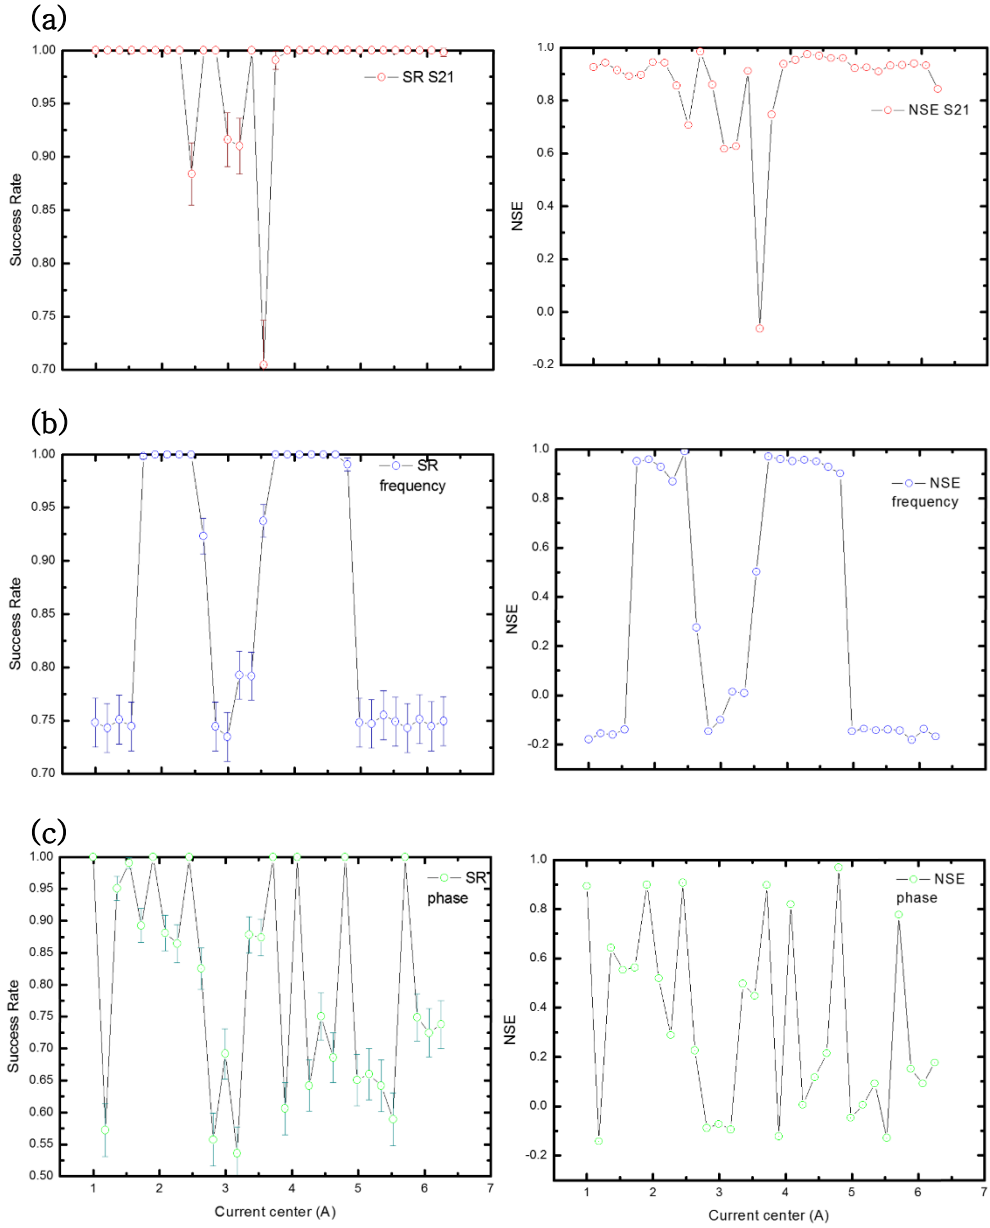 (a)
1.00
0.95
0.90
0.85
0.80
0.75
0.70
Success Rate
SR S21
1.0
0.8
0.6
0.4
0.2
0.0
-0.2
NSE
NSE S21
(b)
1.00
0.95
0.90
0.85
0.80
0.75
0.70
Success Rate
SR
frequency
1.0
0.8
0.6
0.4
0.2
0.0
-0.2
NSE
NSE
frequency
(c)
1.00
0.95
0.90
0.85
0.80
0.75
0.70
0.65
0.60
0.55
0.50
Success Rate
SR
phase
1 2 3 4 5 6 7
Current center (A)
1.0
0.8
0.6
0.4
0.2
0.0
-0.2
NSE
NSE
phase
1 2 3 4 5 6 7
Current center (A)